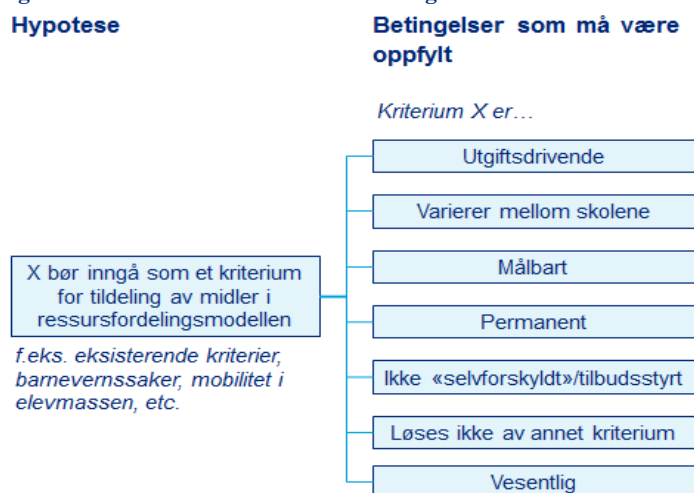 Hypotese
Betingelser som må være
oppfylt
Kriterium X er…
Utgiftsdrivende
Varierer mellom skolene
Målbart
Permanent
Ikke «selvforskyldt»/tilbudsstyrt
Løses ikke av annet kriterium
Vesentlig
X bør inngå som et kriterium
for tildeling av midler i
ressursfordelingsmodellen
f.eks. eksisterende kriterier,
barnevernssaker, mobilitet i
elevmassen, etc.